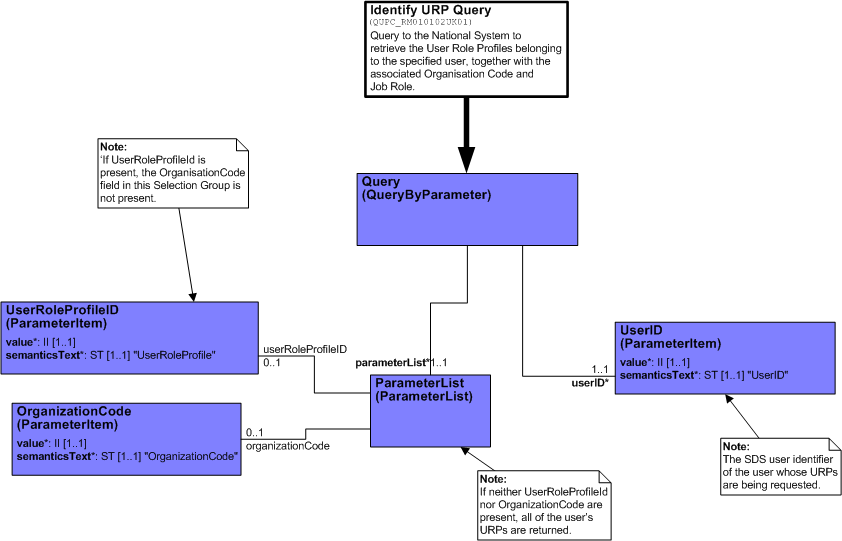 Identify URP Query
(QUPC_RM010102UK01)
Query to the National System to
retrieve the User Role Profiles belonging
to the specified user, together with the
associated Organisation Code and
Job Role.
Note:
'If UserRoleProfileId is
present, the OrganisationCode
field in this Selection Group is
not present.
Query
(QueryByParameter)
UserRoleProfileID
(ParameterItem)
value*: II [1..1]
semanticsText*: ST [1..1] "UserRoleProfile"
userRoleProfileID
0..1
parameterList*
1..1
UserID
(ParameterItem)
value*: II [1..1]
semanticsText*: ST [1..1] "UserID"
1..1
userID*
ParameterList
(ParameterList)
OrganizationCode
(ParameterItem)
value*: II [1..1]
semanticsText*: ST [1..1] "OrganizationCode"
0..1
organizationCode
Note:
The SDS user identifier
of the user whose URPs
are being requested.
Note:
If neither UserRoleProfileId
nor OrganizationCode are
present, all of the user's
URPs are returned.